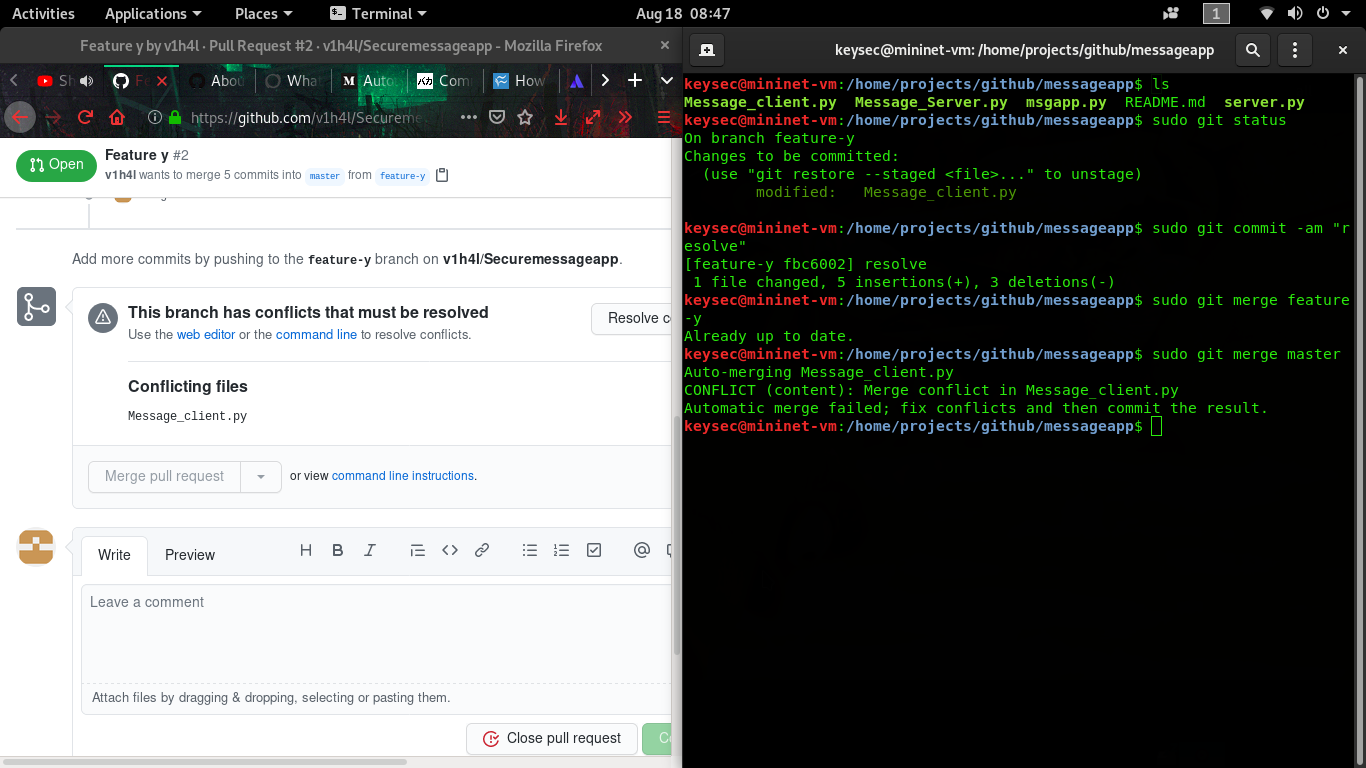 Activities Applications Places Terminal Aug 18 08:47 1
Feature y by v1h4l · Pull Request #2 · v1h4l/Securemessageapp - Mozilla Firefox
Sh Fe Abou What Auto Com How
https://github.com/v1h4l/Secureme
Open
Feature y #2
v1h4l wants to merge 5 commits into master from feature-y
Add more commits by pushing to the feature-y branch on v1h4l/Securemessageapp.
This branch has conflicts that must be resolved
Use the web editor or the command line to resolve conflicts.
Resolve co
Conflicting files
Message_client.py
Merge pull request
or view command line instructions.
Write Preview
Leave a comment
Attach files by dragging & dropping, selecting or pasting them.
Close pull request
keysec@mininet-vm: /home/projects/github/messageapp
keysec@mininet-vm:/home/projects/github/messageapp$ ls
Message_client.py Message_Server.py msgapp.py README.md server.py
keysec@mininet-vm:/home/projects/github/messageapp$ sudo git status
On branch feature-y
Changes to be committed:
(use "git restore --staged <file>..." to unstage)
modified: Message_client.py
keysec@mininet-vm:/home/projects/github/messageapp$ sudo git commit -am "r
esolve"
[feature-y fbc6002] resolve
1 file changed, 5 insertions(+), 3 deletions(-)
keysec@mininet-vm:/home/projects/github/messageapp$ sudo git merge feature
-y
Already up to date.
keysec@mininet-vm:/home/projects/github/messageapp$ sudo git merge master
Auto-merging Message_client.py
CONFLICT (content): Merge conflict in Message_client.py
Automatic merge failed; fix conflicts and then commit the result.
keysec@mininet-vm:/home/projects/github/messageapp$